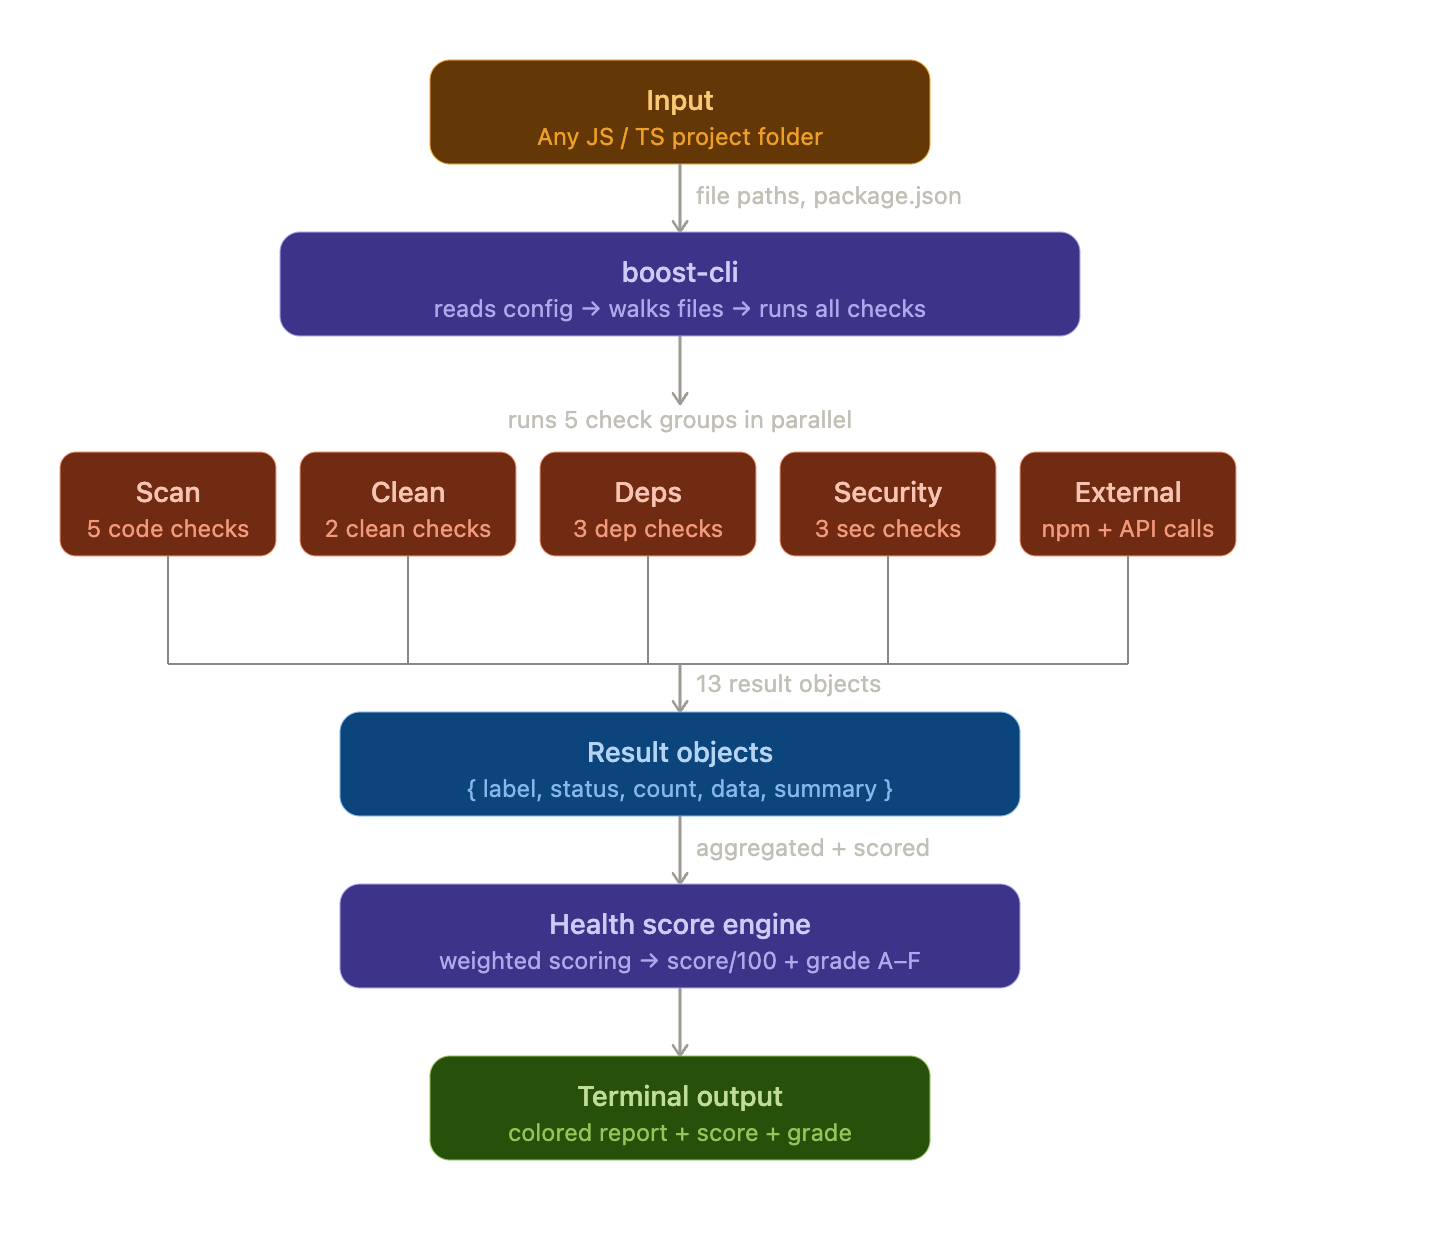 Input
Any JS / TS project folder
file paths, package.json
boost-cli
reads config → walks files → runs all checks
runs 5 check groups in parallel
Scan
5 code checks
Clean
2 clean checks
Deps
3 dep checks
Security
3 sec checks
External
npm + API calls
13 result objects
Result objects
{ label, status, count, data, summary }
aggregated + scored
Health score engine
weighted scoring → score/100 + grade A–F
Terminal output
colored report + score + grade